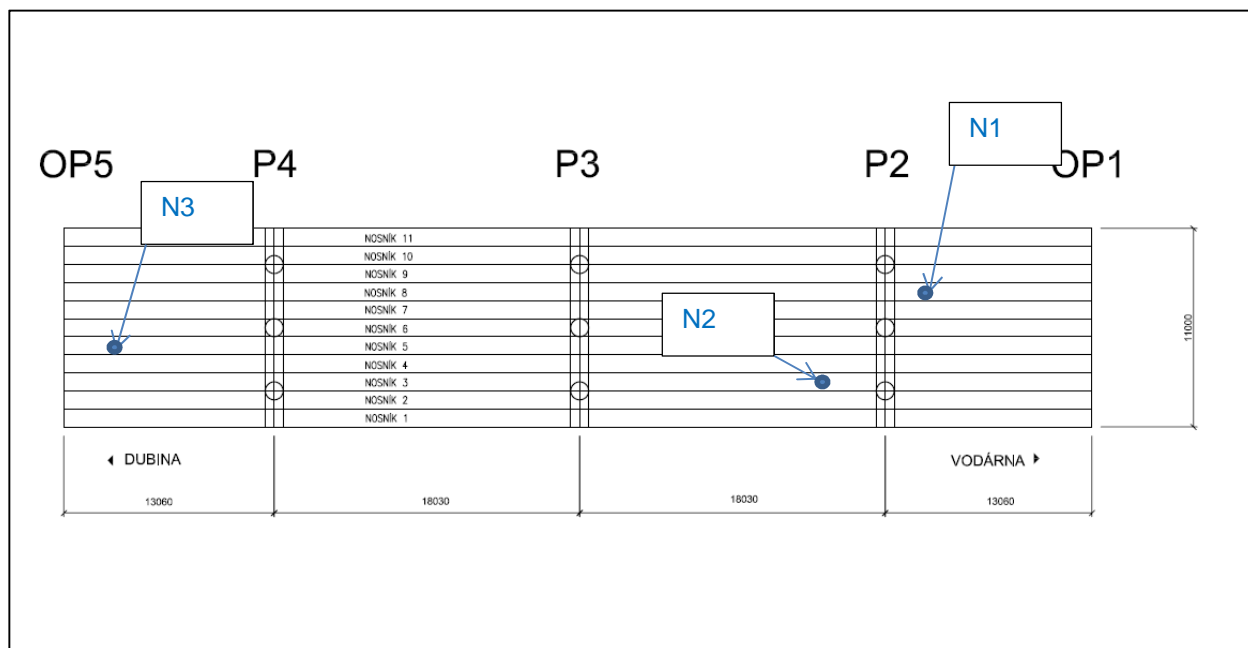 N1
OP5 P4 P3 P2 OP1
N3
NOSNÍK 11
NOSNÍK 10
NOSNÍK 9
NOSNÍK 8
NOSNÍK 7
N2
NOSNÍK 6
NOSNÍK 5
NOSNÍK 4
NOSNÍK 3
NOSNÍK 2
NOSNÍK 1
11000
DUBINA VODÁRNA
13060 18030 18030 13060